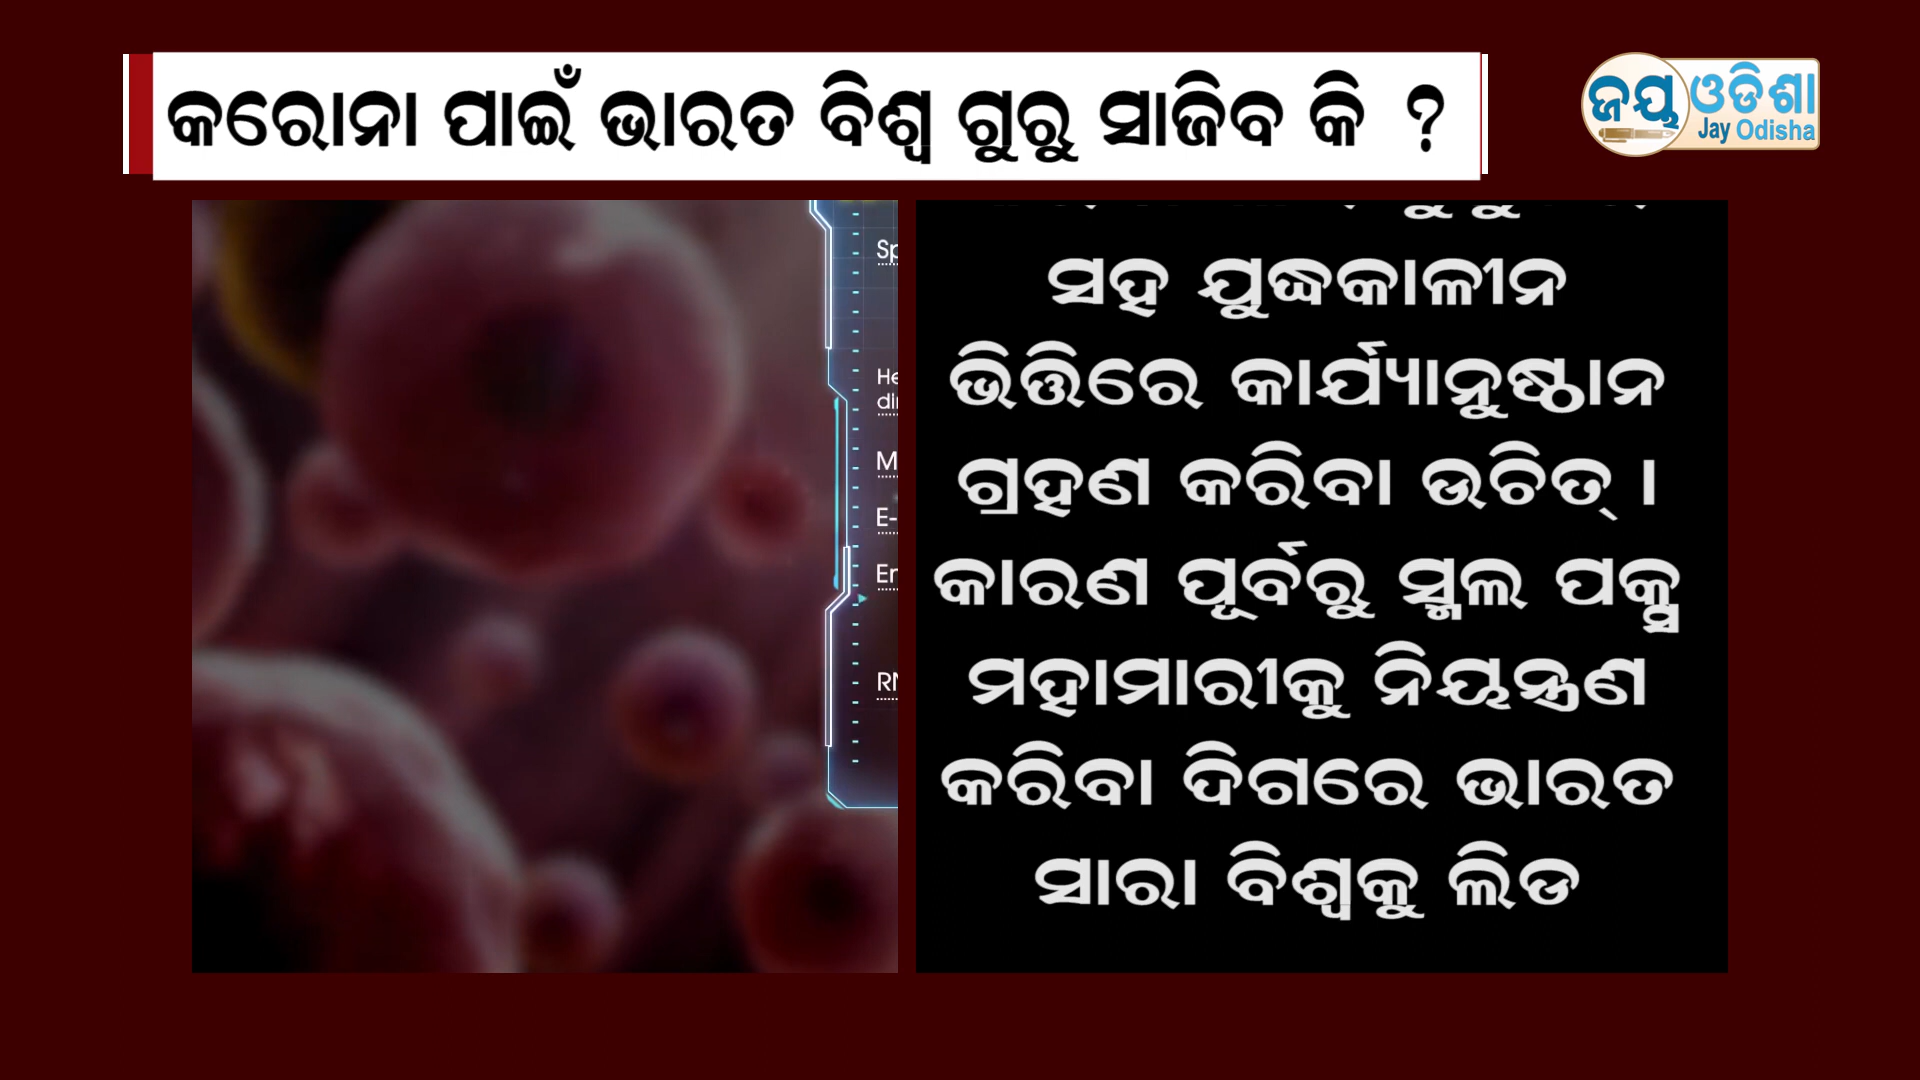 କରୋନା ପାଇଁ ଭାରତ ବିଶ୍ୱ ଗୁରୁ ସାଜିବ କି ?
ଜୟ ଓଡିଶା
Jay Odisha
ସହ ଯୁଦ୍ଧକାଳୀନ
ଭିତ୍ତିରେ କାର୍ଯ୍ୟାନୁଷ୍ଠାନ
ଗ୍ରହଣ କରିବା ଉଚିତ୍ ।
କାରଣ ପୂର୍ବରୁ ସ୍ମଲ ପକ୍ସ
ମହାମାରୀକୁ ନିୟନ୍ତ୍ରଣ
କରିବା ଦିଗରେ ଭାରତ
ସାରା ବିଶ୍ୱକୁ ଲିଡ